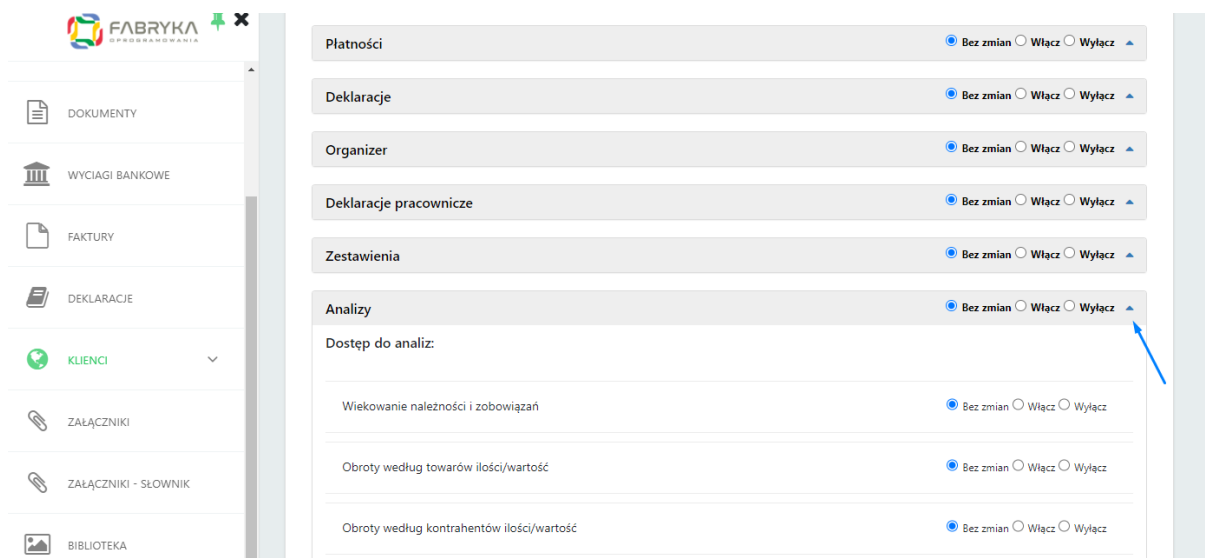 FABRYKA
OPROGRAMOWANIA
DOKUMENTY
WYCIAGI BANKOWE
FAKTURY
DEKLARACJE
KLIENCI
ZAŁĄCZNIKI
ZAŁĄCZNIKI - SŁOWNIK
BIBLIOTEKA
Płatności Bez zmian Włącz Wyłącz
Deklaracje Bez zmian Włącz Wyłącz
Organizer Bez zmian Włącz Wyłącz
Deklaracje pracownicze Bez zmian Włącz Wyłącz
Zestawienia Bez zmian Włącz Wyłącz
Analizy Bez zmian Włącz Wyłącz
Dostęp do analiz:
Wiekowanie należności i zobowiązań Bez zmian Włącz Wyłącz
Obroty według towarów ilości/wartość Bez zmian Włącz Wyłącz
Obroty według kontrahentów ilości/wartość Bez zmian Włącz Wyłącz